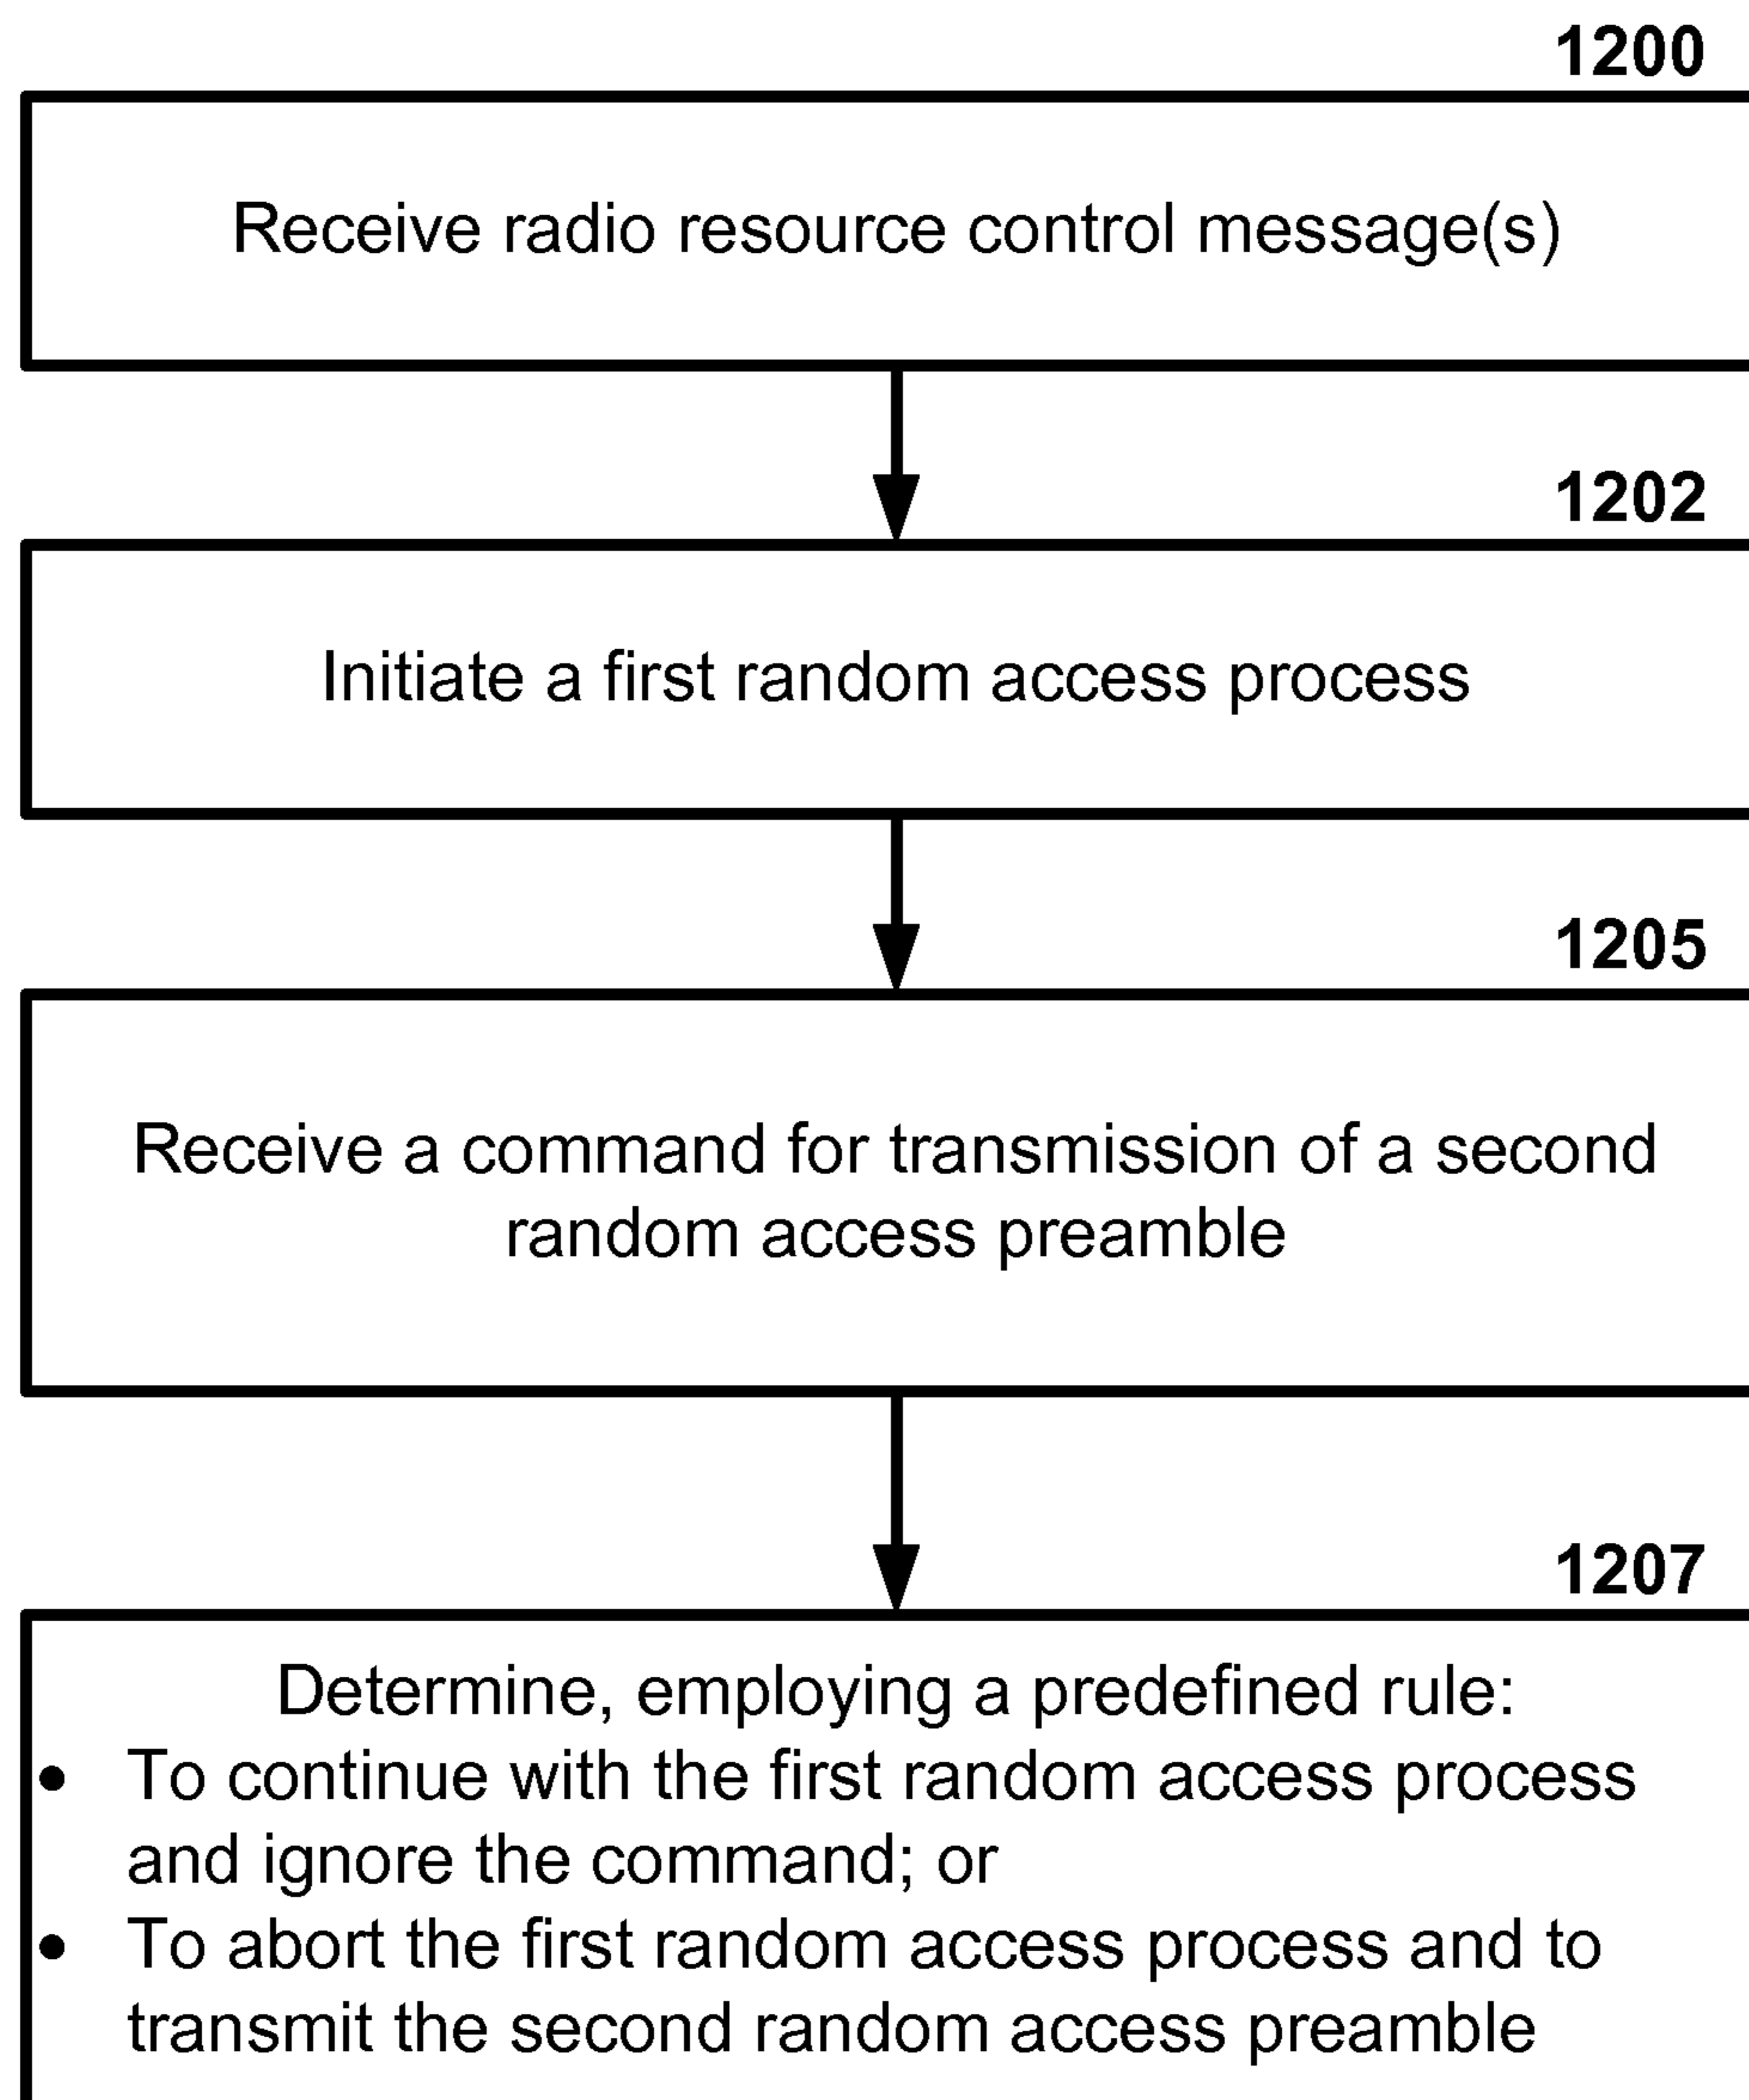 1200
Receive radio resource control message(s)
1202
Initiate a first random access process
1205
Receive a command for transmission of a second
random access preamble
1207
Determine, employing a predefined rule:
• To continue with the first random access process
and ignore the command; or
• To abort the first random access process and to
transmit the second random access preamble